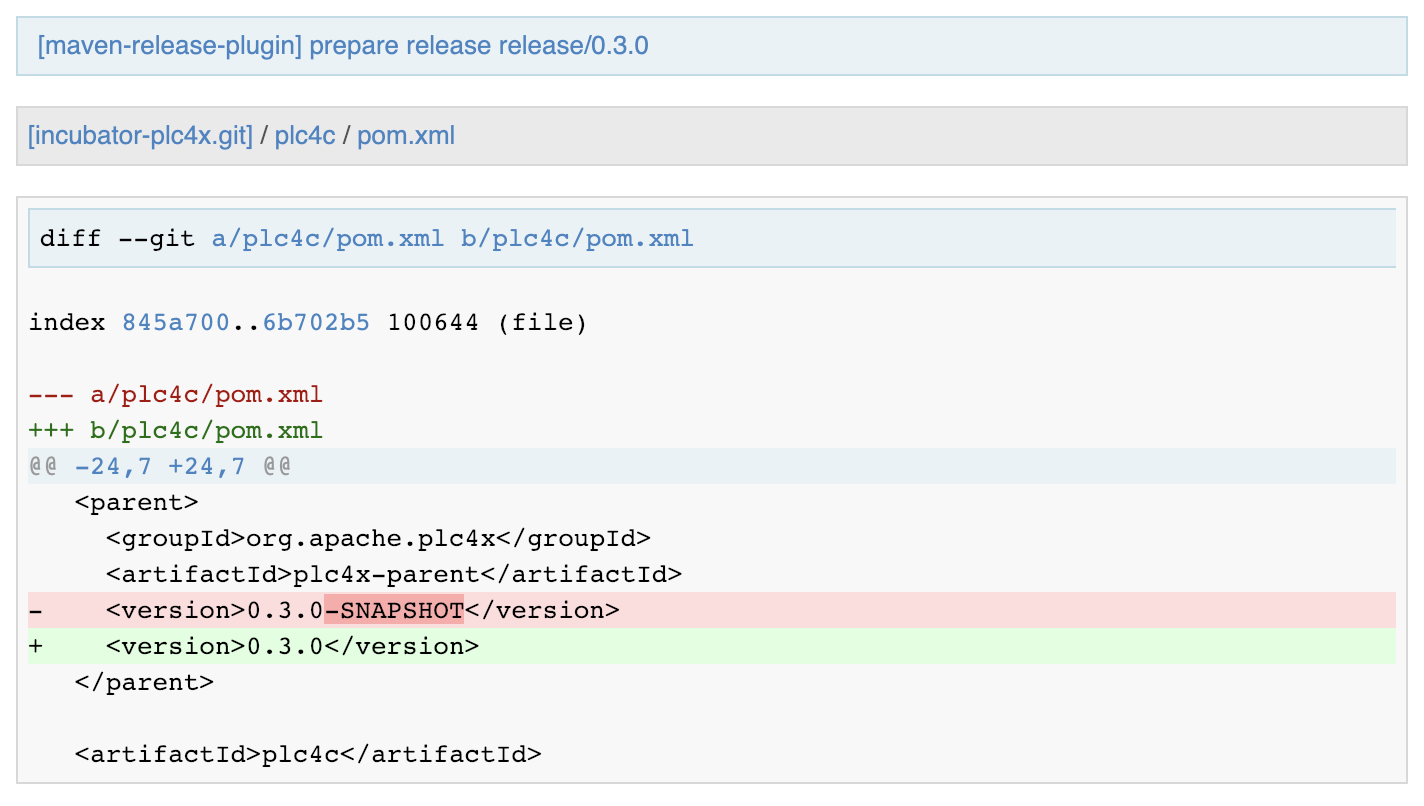 [maven-release-plugin] prepare release release/0.3.0
[incubator-plc4x.git] / plc4c / pom.xml
diff --git a/plc4c/pom.xml b/plc4c/pom.xml
index 845a700..6b702b5 100644 (file)
--- a/plc4c/pom.xml
+++ b/plc4c/pom.xml
@@ -24,7 +24,7 @@
   <parent>
     <groupId>org.apache.plc4x</groupId>
     <artifactId>plc4x-parent</artifactId>
-    <version>0.3.0-SNAPSHOT</version>
+    <version>0.3.0</version>
   </parent>
   <artifactId>plc4c</artifactId>